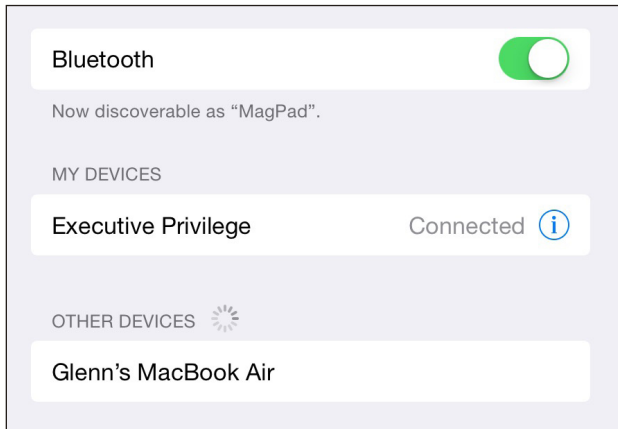 Bluetooth
Now discoverable as “MagPad”.
MY DEVICES
Executive Privilege Connected i
OTHER DEVICES
Glenn’s MacBook Air